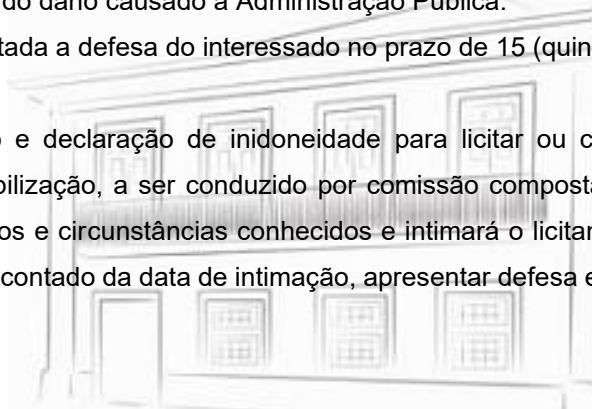 do dano causado à Administração Pública.
tada a defesa do interessado no prazo de 15 (quin
e declaração de inidoneidade para licitar ou c
bilização, a ser conduzido por comissão composta
os e circunstâncias conhecidos e intimará o licitan
contado da data de intimação, apresentar defesa e